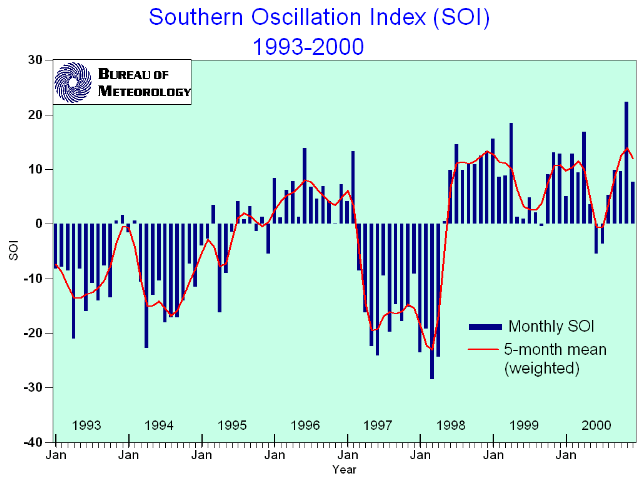 Southern Oscillation Index (SOI)
1993-2000
BUREAU OF
METEOROLOGY
30
20
10
0
-10
-20
-30
-40
SOI
Monthly SOI
5-month mean
(weighted)
1993 1994 1995 1996 1997 1998 1999 2000
Jan Jan Jan Jan Jan Jan Jan Jan
Year